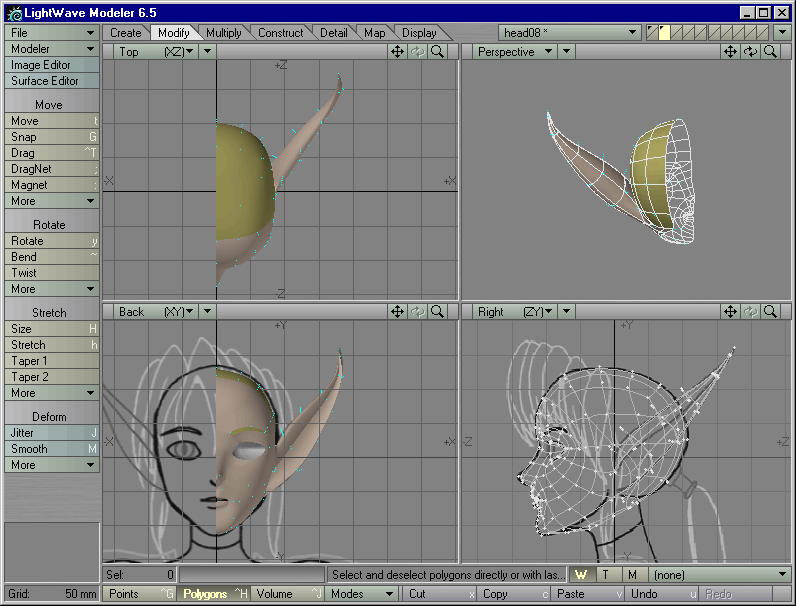 LightWave Modeler 6.5
File
Modeler
Image Editor
Surface Editor
Move
Move t
Snap G
Drag ^T
DragNet ;
Magnet :
More
Rotate
Rotate y
Bend ~
Twist
More
Stretch
Size H
Stretch h
Taper 1
Taper 2
More
Deform
Jitter J
Smooth M
More
Grid: 50 mm
Create Modify Multiply Construct Detail Map Display head08 *
Top (XZ)
+Z
-X +X
-Z
Perspective
Back (XY)
+Y
-X +X
-Y
Right (ZY)
+Y
-Z +Z
-Y
Sel: 0 Select and deselect polygons directly or with las... W T M (none)
Points ^G Polygons ^H Volume ^J Modes Cut x Copy c Paste v Undo u Redo